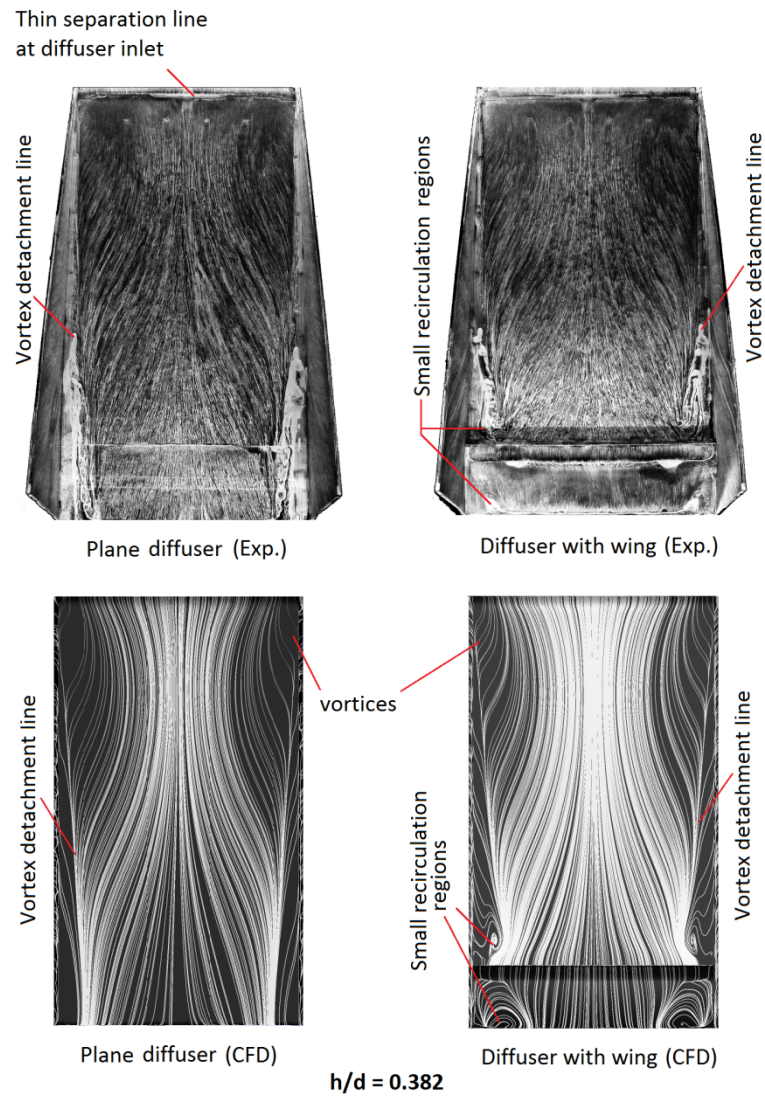 Thin separation line
at diffuser inlet
Vortex detachment line
Small recirculation regions
Vortex detachment line
Plane diffuser (Exp.)
Diffuser with wing (Exp.)
Vortex detachment line
vortices
Small recirculation
regions
Vortex detachment line
Plane diffuser (CFD)
Diffuser with wing (CFD)
h/d = 0.382